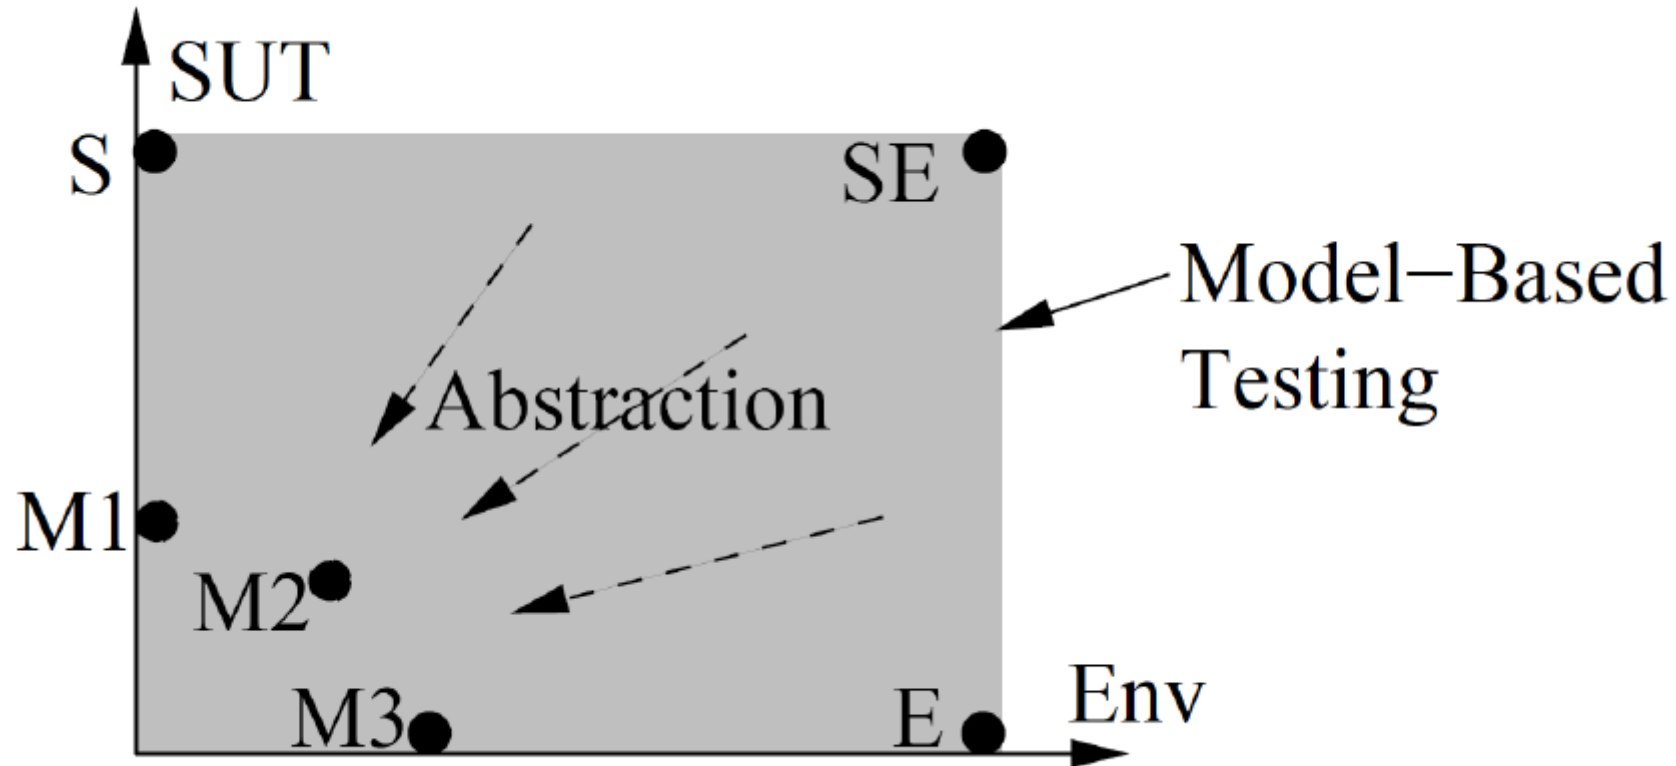 SUT
S
SE
Model−Based
Testing
Abstraction
M1
M2
M3
E
Env